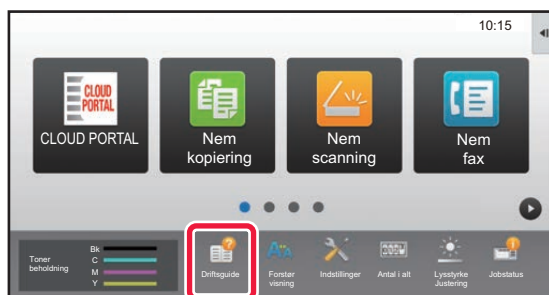 10:15
CLOUD
PORTAL
CLOUD PORTAL
Nem
kopiering
Nem
scanning
Nem
fax
Toner
beholdning
Bk
C
M
Y
Driftsguide
Forstør
visning
Indstillinger
Antal i alt
Lysstyrke
Justering
Jobstatus